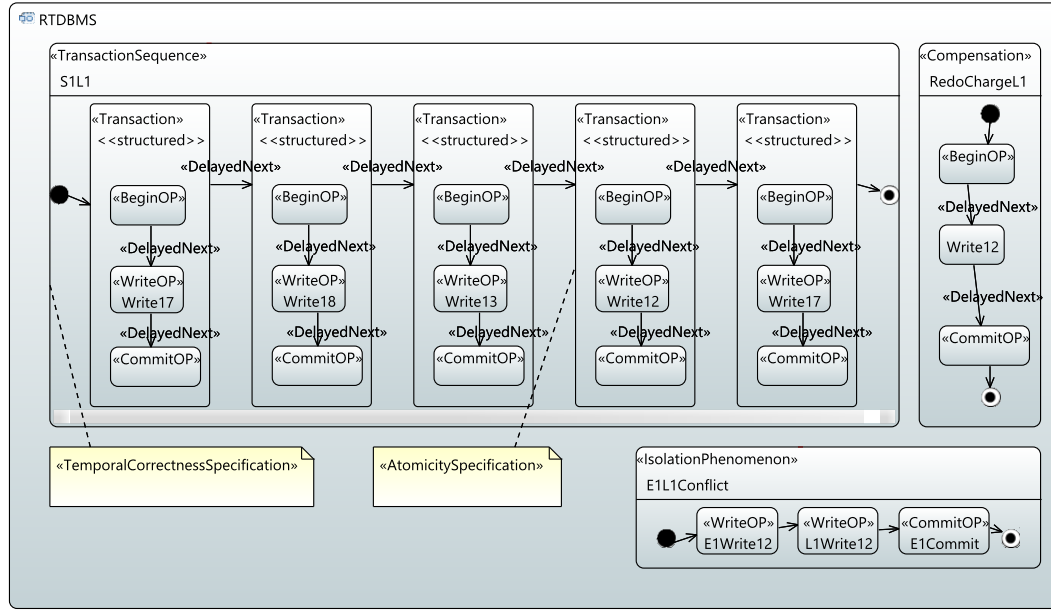 RTDBMS
«TransactionSequence»
S1L1
«Transaction»
<<structured>>
«BeginOP»
«DelayedNext»
«WriteOP»
Write17
«DelayedNext»
«CommitOP»
«DelayedNext»
«Transaction»
<<structured>>
«BeginOP»
«DelayedNext»
«WriteOP»
Write18
«DelayedNext»
«CommitOP»
«DelayedNext»
«Transaction»
<<structured>>
«BeginOP»
«DelayedNext»
«WriteOP»
Write13
«DelayedNext»
«CommitOP»
«DelayedNext»
«Transaction»
<<structured>>
«BeginOP»
«DelayedNext»
«WriteOP»
Write12
«DelayedNext»
«CommitOP»
«DelayedNext»
«Transaction»
<<structured>>
«BeginOP»
«DelayedNext»
«WriteOP»
Write17
«DelayedNext»
«CommitOP»
«Compensation»
RedoChargeL1
«BeginOP»
«DelayedNext»
Write12
«DelayedNext»
«CommitOP»
«TemporalCorrectnessSpecification»
«AtomicitySpecification»
«IsolationPhenomenon»
E1L1Conflict
«WriteOP»
E1Write12
«WriteOP»
L1Write12
«CommitOP»
E1Commit